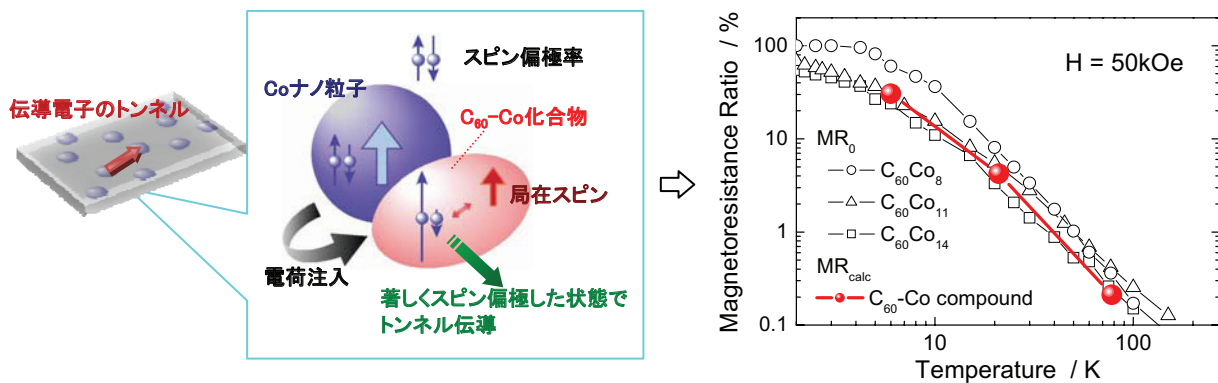 伝導電子のトンネル
スピン偏極率
Coナノ粒子
C₆₀-Co化合物
局在スピン
電荷注入
著しくスピン偏極した状態で
トンネル伝導
Magnetoresistance Ratio / %
100
10
1
0.1
H = 50kOe
MR₀
C₆₀Co₈
C₆₀Co₁₁
C₆₀Co₁₄
MR_calc
C₆₀-Co compound
10
100
Temperature / K